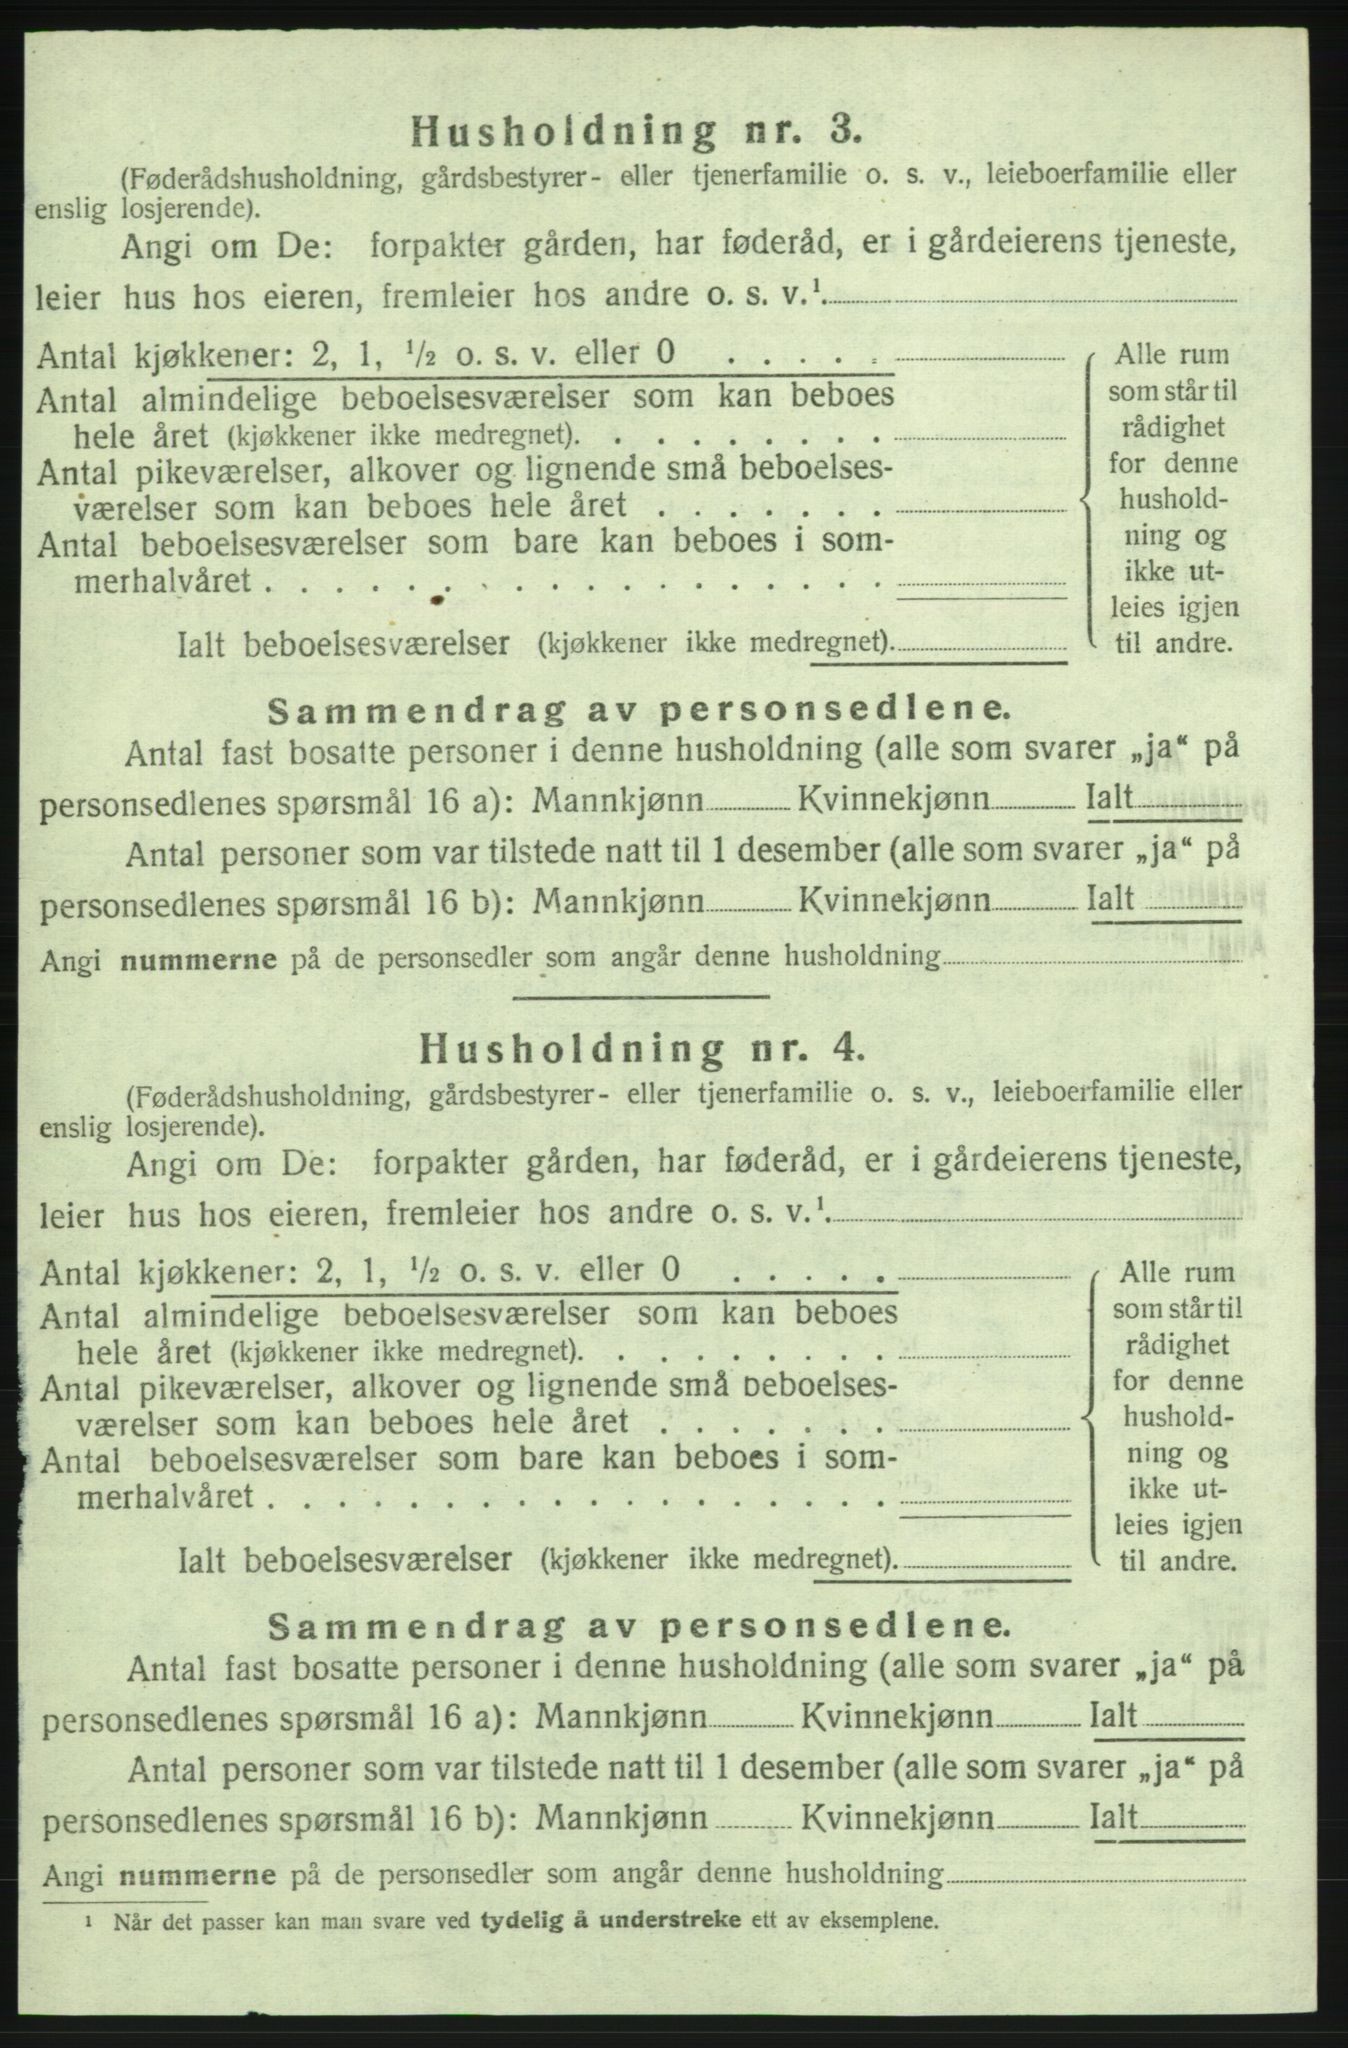 Husholdning nr. 3.
(Føderådshusholdning, gårdsbestyrer- eller tjenerfamilie o. s. v., leieboerfamilie eller
enslig losjerende).
Angi om De: forpakter gården, har føderåd, er i gårdeierens tjeneste,
leier hus hos eieren, fremleier hos andre o. s. v.¹
Antal kjøkkener: 2, 1, ½ o. s. v. eller 0 . . . . .
Antal almindelige beboelsesværelser som kan beboes
hele året (kjøkkener ikke medregnet). . . . . . . . .
Antal pikeværelser, alkover og lignende små beboelses-
værelser som kan beboes hele året . . . . . . .
Antal beboelsesværelser som bare kan beboes i som-
merhalvåret . . . . . . . . . . . . . . . . . .
Alle rum
som står til
rådighet
for denne
hushold-
ning og
ikke ut-
leies igjen
til andre.
Ialt beboelsesværelser (kjøkkener ikke medregnet).
Sammendrag av personsedlene.
Antal fast bosatte personer i denne husholdning (alle som svarer „ja“ på
personsedlenes spørsmål 16 a): Mannkjønn Kvinnekjønn Ialt
Antal personer som var tilstede natt til 1 desember (alle som svarer „ja“ på
personsedlenes spørsmål 16 b): Mannkjønn Kvinnekjønn Ialt
Angi nummerne på de personsedler som angår denne husholdning
Husholdning nr. 4.
(Føderådshusholdning, gårdsbestyrer- eller tjenerfamilie o. s. v., leieboerfamilie eller
enslig losjerende).
Angi om De: forpakter gården, har føderåd, er i gårdeierens tjeneste,
leier hus hos eieren, fremleier hos andre o. s. v.¹.
Antal kjøkkener: 2, 1, ½ o. s. v. eller 0 . . . . .
Antal almindelige beboelsesværelser som kan beboes
hele året (kjøkkener ikke medregnet). . . . . . . . .
Antal pikeværelser, alkover og lignende små beboelses-
værelser som kan beboes hele året . . . . . . .
Antal beboelsesværelser som bare kan beboes i som-
merhalvåret . . . . . . . . . . . . . . . . . .
Alle rum
som står til
rådighet
for denne
hushold-
ning og
ikke ut-
leies igjen
til andre.
Ialt beboelsesværelser (kjøkkener ikke medregnet).
Sammendrag av personsedlene.
Antal fast bosatte personer i denne husholdning (alle som svarer „ja“ på
personsedlenes spørsmål 16 a): Mannkjønn Kvinnekjønn Ialt
Antal personer som var tilstede natt til 1 desember (alle som svarer „ja“ på
personsedlenes spørsmål 16 b): Mannkjønn Kvinnekjønn Ialt
Angi nummerne på de personsedler som angår denne husholdning
¹ Når det passer kan man svare ved tydelig å understreke ett av eksemplene.